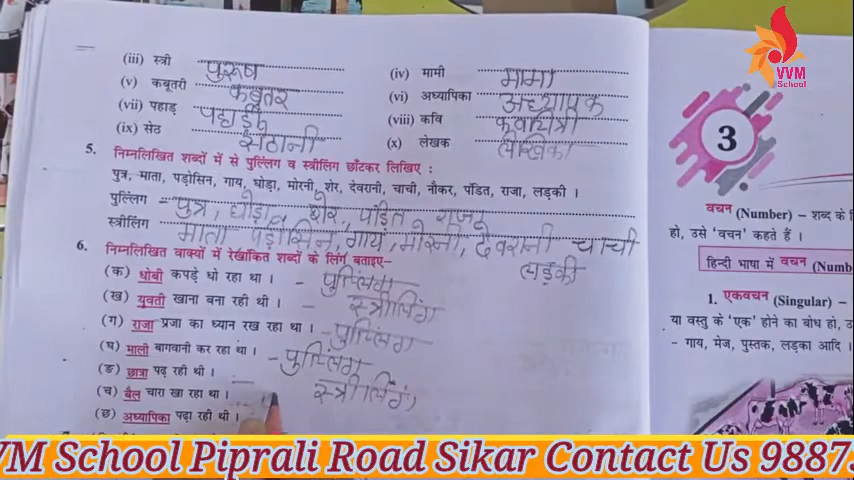 (iii) स्त्री पुरूष (iv) मामी मामा
(v) कबूतरी कबूतर (vi) अध्यापिका अध्यापक
(vii) पहाड़ पहाड़ी (viii) कवि कवयित्री
(ix) सेठ सेठानी (x) लेखक लेखिका
5. निम्नलिखित शब्दों में से पुल्लिंग व स्त्रीलिंग छाँटकर लिखिए :
पुत्र, माता, पड़ोसिन, गाय, घोड़ा, मोरनी, शेर, देवरानी, चाची, नौकर, पंडित, राजा, लड़की ।
पुल्लिंग – पुत्र, घोड़ा, शेर, पंडित राजा
स्त्रीलिंग माता पड़ोसिन, गाय, मोरनी, देवरानी चाची
लड़की
6. निम्नलिखित वाक्यों में रेखांकित शब्दों के लिंग बताइए–
(क) धोबी कपड़े धो रहा था । - पुल्लिंग
(ख) युवती खाना बना रही थी । - स्त्रीलिंग
(ग) राजा प्रजा का ध्यान रख रहा था । - पुल्लिंग
(घ) माली बागवानी कर रहा था । - पुल्लिंग
(ङ) छात्रा पढ़ रही थी । स्त्रीलिंग
(च) बैल चारा खा रहा था ।
(छ) अध्यापिका पढ़ा रही थी ।
3
वचन (Number) – शब्द के
हो, उसे 'वचन' कहते हैं ।
हिन्दी भाषा में वचन (Numb
1. एकवचन (Singular) –
या वस्तु के 'एक' होने का बोध हो, उ
- गाय, मेज, पुस्तक, लड़का आदि ।
VVM
School
VM School Piprali Road Sikar Contact Us 9887